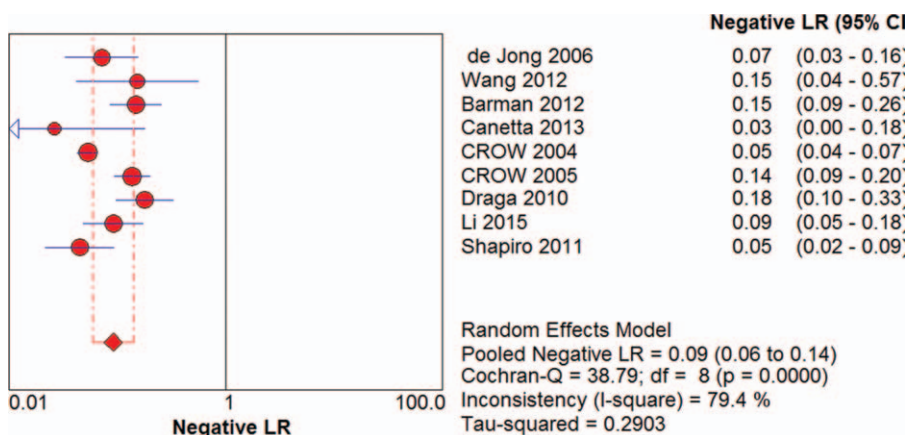 Negative LR (95% CI
de Jong 2006 0.07 (0.03 - 0.16)
Wang 2012 0.15 (0.04 - 0.57)
Barman 2012 0.15 (0.09 - 0.26)
Canetta 2013 0.03 (0.00 - 0.18)
CROW 2004 0.05 (0.04 - 0.07)
CROW 2005 0.14 (0.09 - 0.20)
Draga 2010 0.18 (0.10 - 0.33)
Li 2015 0.09 (0.05 - 0.18)
Shapiro 2011 0.05 (0.02 - 0.09)
Random Effects Model
Pooled Negative LR = 0.09 (0.06 to 0.14)
Cochran-Q = 38.79; df = 8 (p = 0.0000)
Inconsistency (I-square) = 79.4 %
Tau-squared = 0.2903
0.01 1 100.0
Negative LR